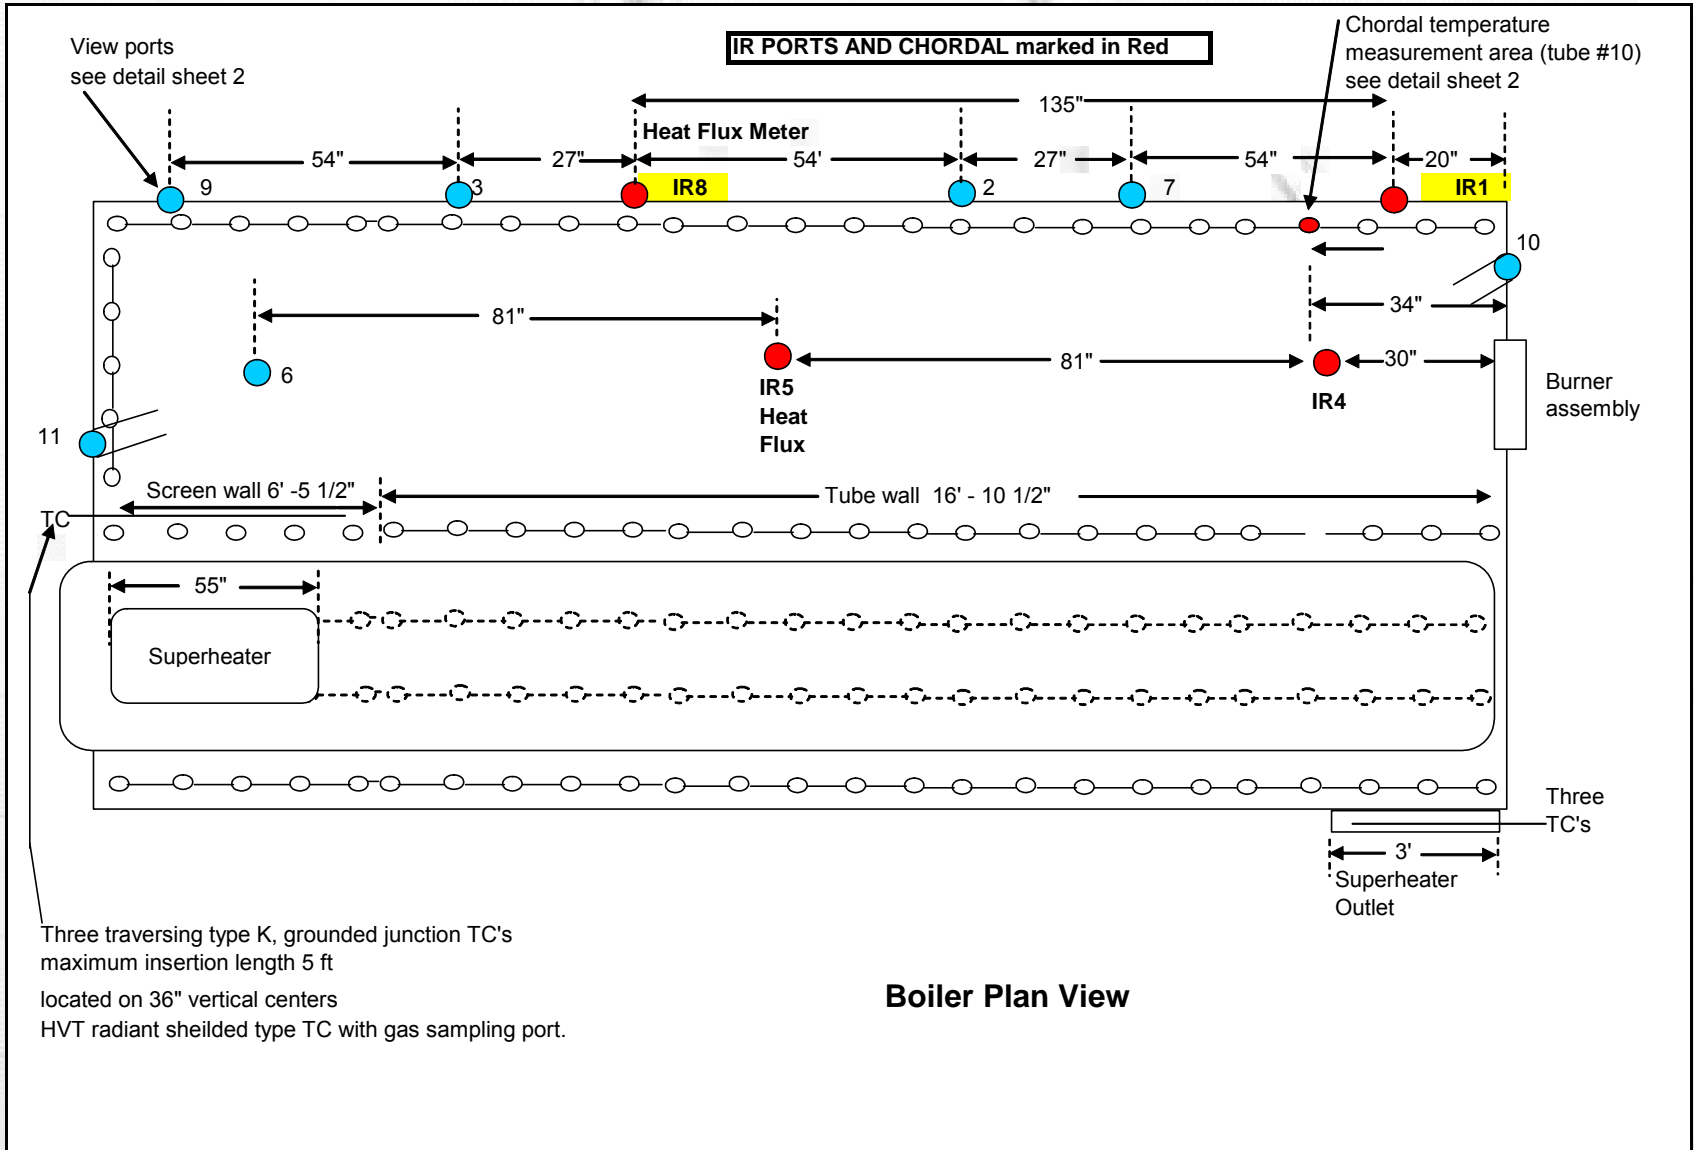 View ports
see detail sheet 2
IR PORTS AND CHORDAL marked in Red
Chordal temperature
measurement area (tube #10)
see detail sheet 2
135"
Heat Flux Meter
54"
27"
54'
27"
54"
20"
9
3
IR8
2
7
IR1
10
34"
81"
6
IR5
Heat
Flux
81"
30"
IR4
Burner
assembly
11
Screen wall 6' -5 1/2"
Tube wall 16' - 10 1/2"
TC
55"
Superheater
Three
TC's
3'
Superheater
Outlet
Three traversing type K, grounded junction TC's
maximum insertion length 5 ft
located on 36" vertical centers
HVT radiant sheilded type TC with gas sampling port.
Boiler Plan View